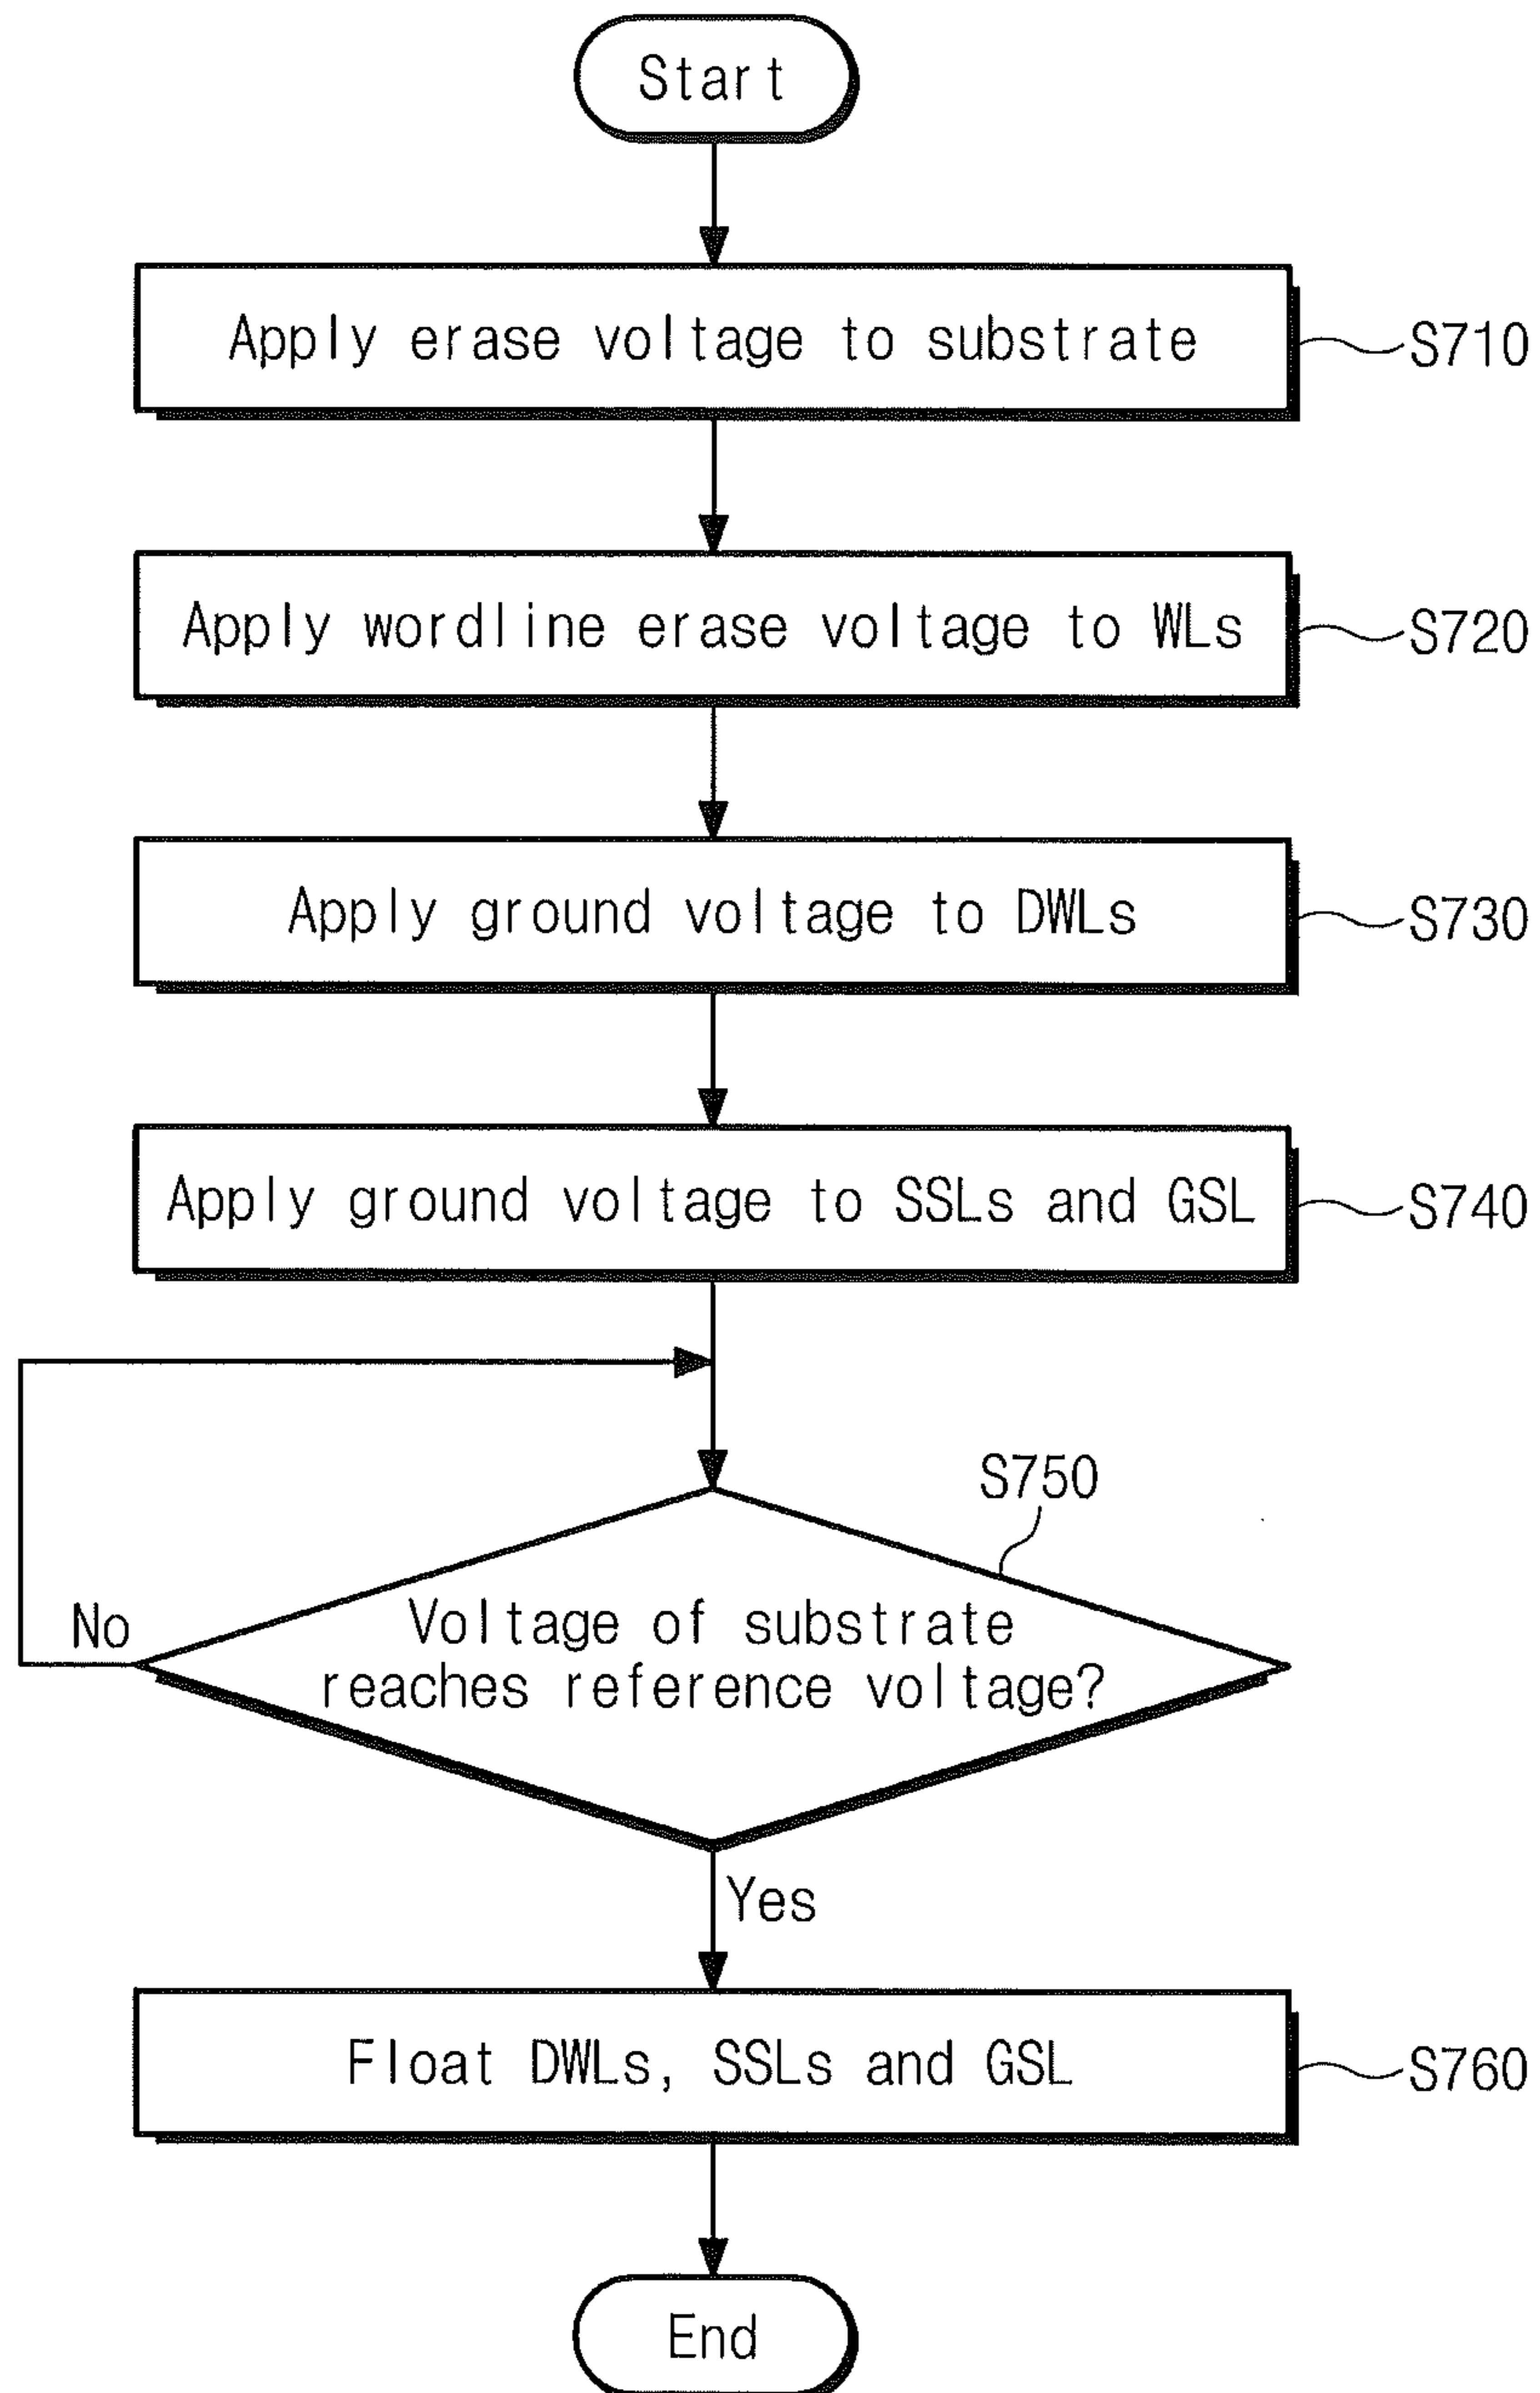 Start
Apply erase voltage to substrate
S710
Apply wordline erase voltage to WLs
S720
Apply ground voltage to DWLs
S730
Apply ground voltage to SSLs and GSL
S740
S750
No
Voltage of substrate
reaches reference voltage?
Yes
Float DWLs, SSLs and GSL
S760
End